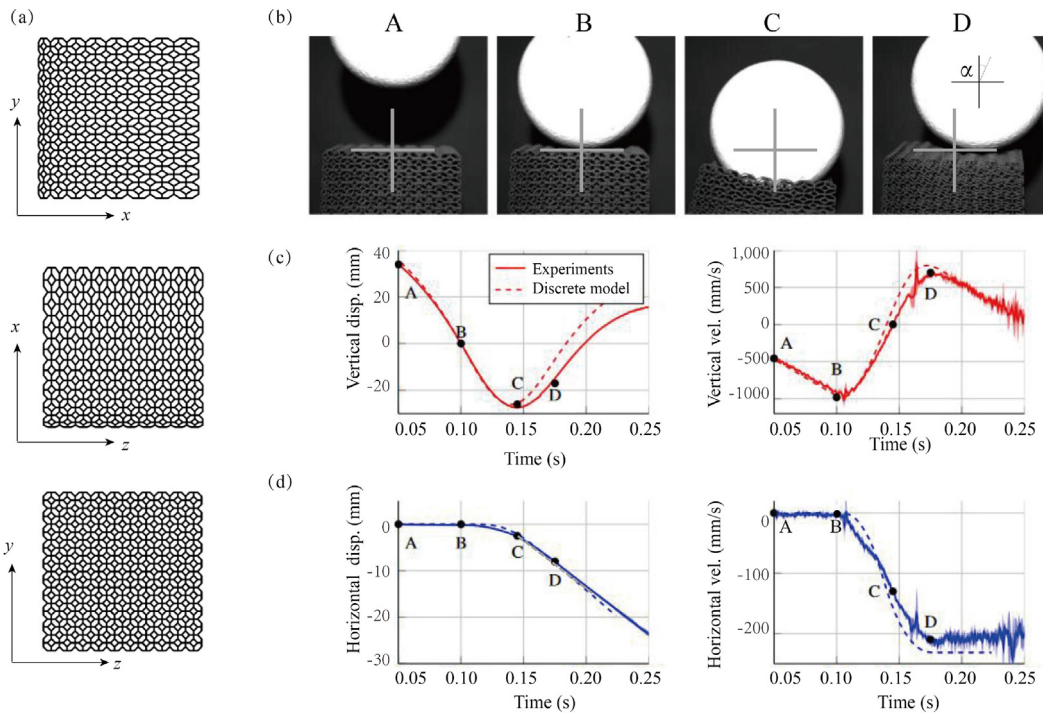 (a)
y
x
x
z
y
z
(b)
A
B
C
D
α
(c)
Vertical disp. (mm)
40
20
0
-20
A
B
C
D
Experiments
Discrete model
0.05 0.10 0.15 0.20 0.25
Time (s)
Vertical vel. (mm/s)
1,000
500
0
-500
-1000
A
B
C
D
0.05 0.10 0.15 0.20 0.25
Time (s)
(d)
Horizontal disp. (mm)
0
-10
-20
-30
A
B
C
D
0.05 0.10 0.15 0.20 0.25
Time (s)
Horizontal vel. (mm/s)
0
-100
-200
A
B
C
D
0.05 0.10 0.15 0.20 0.25
Time (s)